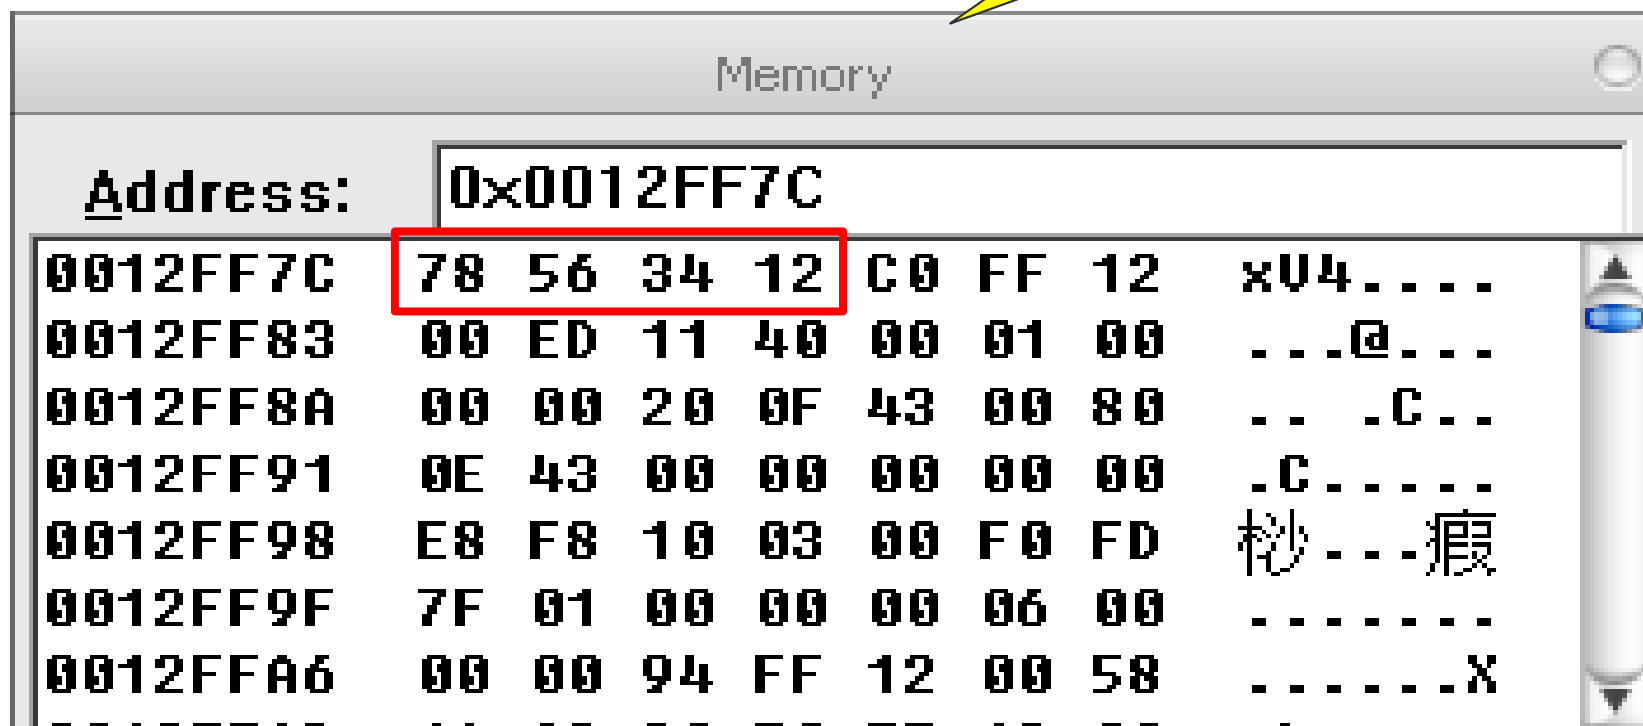 Memory
Address: 0x0012FF7C
0012FF7C 78 56 34 12 C0 FF 12 xV4....
0012FF83 00 ED 11 40 00 01 00 ...@...
0012FF8A 00 00 20 0F 43 00 80 .. .C..
0012FF91 0E 43 00 00 00 00 00 .C.....
0012FF98 E8 F8 10 03 00 F0 FD 桫...瘕
0012FF9F 7F 01 00 00 00 06 00 .......
0012FFA6 00 00 94 FF 12 00 58 ......X